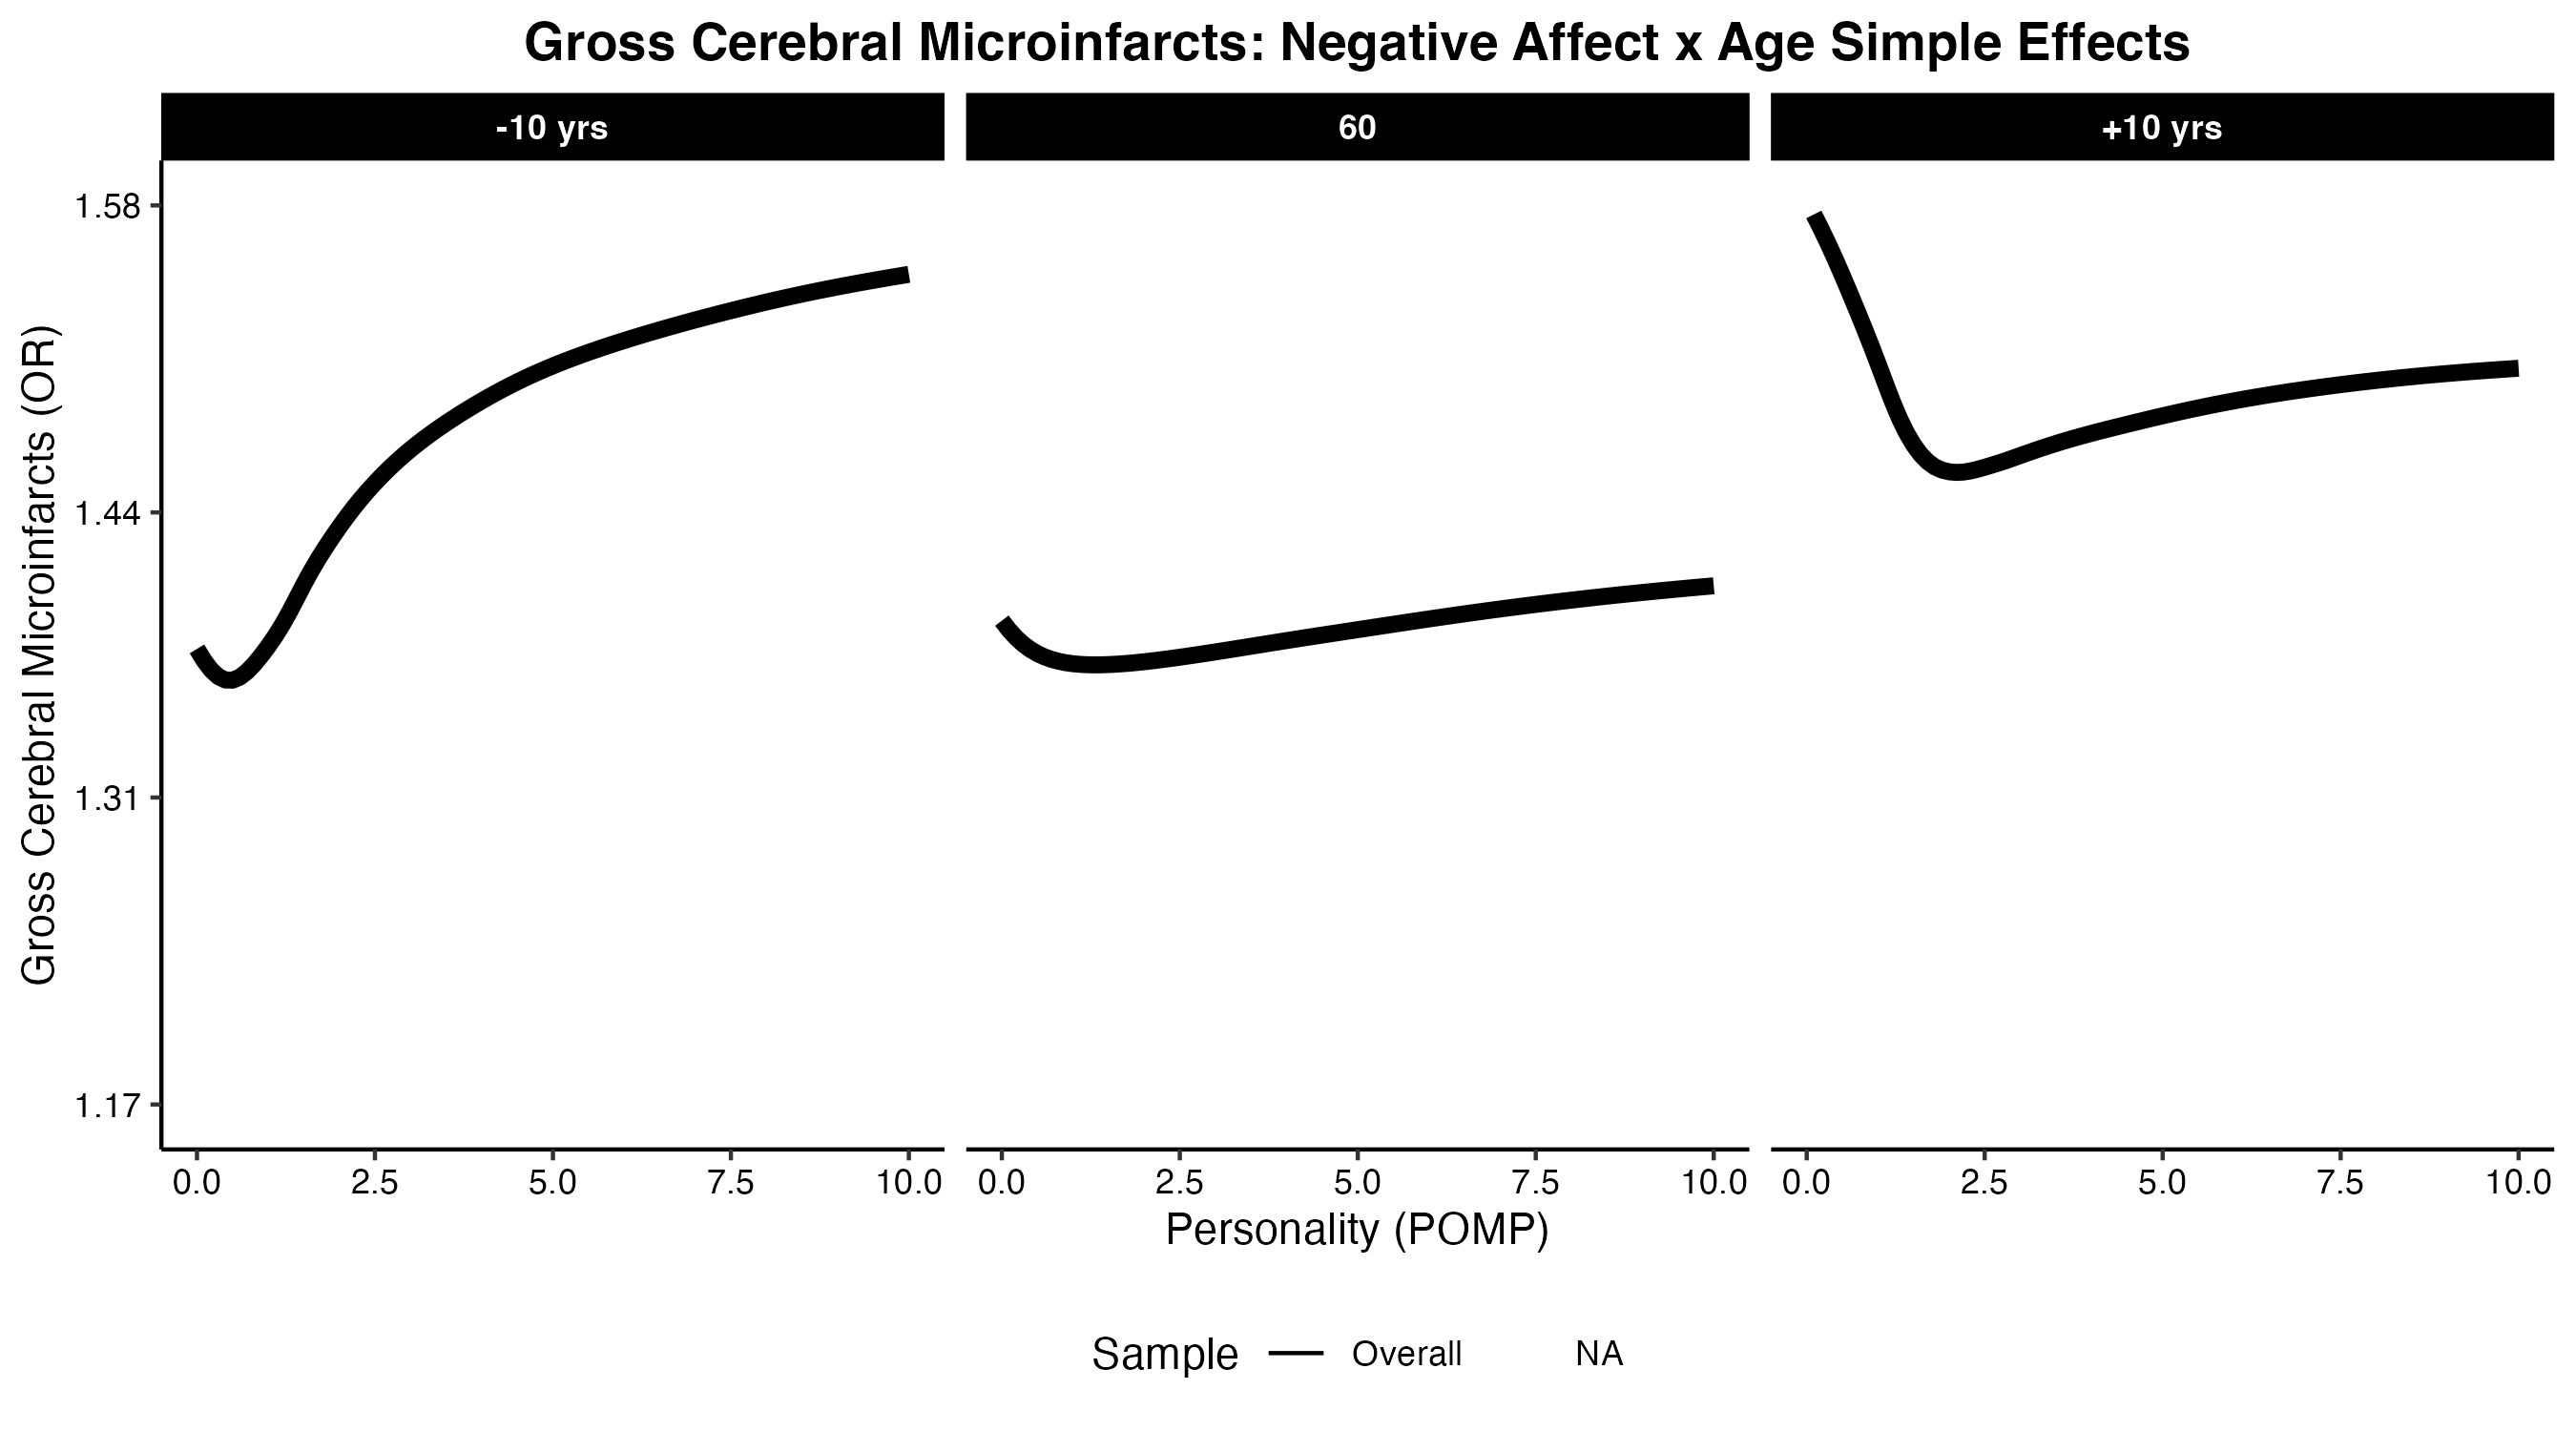 Gross Cerebral Microinfarcts: Negative Affect x Age Simple Effects
-10 yrs
60
+10 yrs
Gross Cerebral Microinfarcts (OR)
1.58
1.44
1.31
1.17
0.0 2.5 5.0 7.5 10.0
0.0 2.5 5.0 7.5 10.0
0.0 2.5 5.0 7.5 10.0
Personality (POMP)
Sample Overall NA